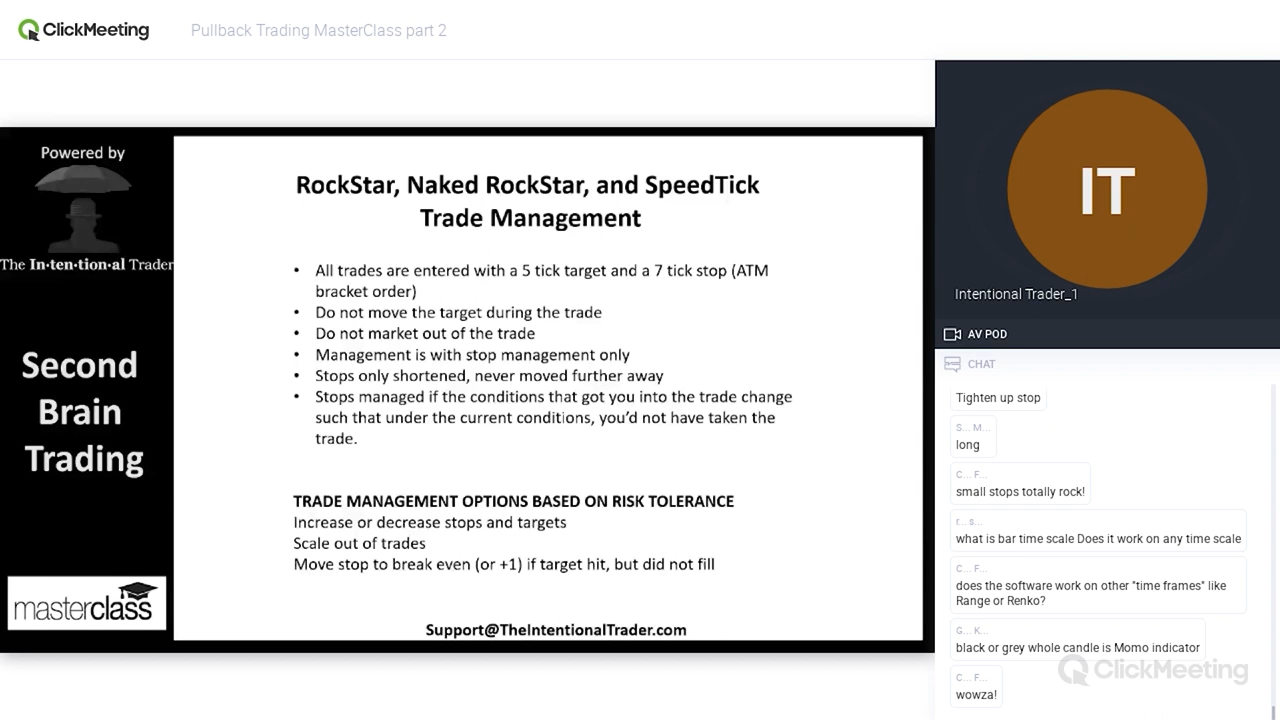 ClickMeeting
Pullback Trading MasterClass part 2
Powered by
The In·ten·tion·al Trader
Second
Brain
Trading
masterclass
RockStar, Naked RockStar, and SpeedTick
Trade Management
• All trades are entered with a 5 tick target and a 7 tick stop (ATM
bracket order)
• Do not move the target during the trade
• Do not market out of the trade
• Management is with stop management only
• Stops only shortened, never moved further away
• Stops managed if the conditions that got you into the trade change
such that under the current conditions, you'd not have taken the
trade.
TRADE MANAGEMENT OPTIONS BASED ON RISK TOLERANCE
Increase or decrease stops and targets
Scale out of trades
Move stop to break even (or +1) if target hit, but did not fill
Support@TheIntentionalTrader.com
IT
Intentional Trader_1
AV POD
CHAT
Tighten up stop
S... M...
long
C... F...
small stops totally rock!
r... s...
what is bar time scale Does it work on any time scale
C... F...
does the software work on other "time frames" like
Range or Renko?
G... K...
black or grey whole candle is Momo indicator
C... F...
wowza!
ClickMeeting